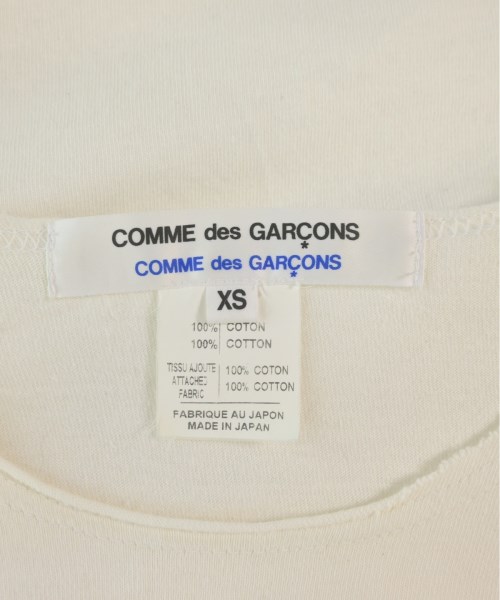 COMME des GARÇONS
COMME des GARÇONS
XS
100% COTON
100% COTTON
TISSU AJOUTE 100% COTON
ATTACHED FABRIC 100% COTTON
FABRIQUE AU JAPON
MADE IN JAPAN